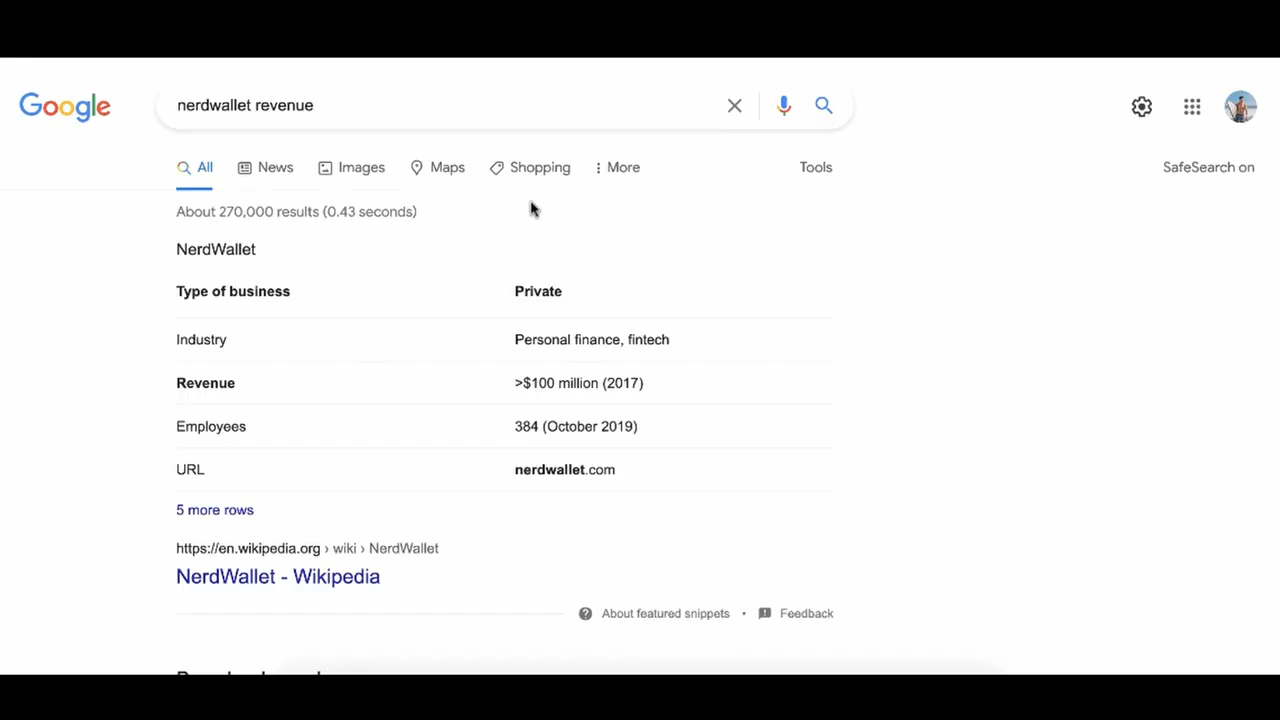 Google
nerdwallet revenue
All News Images Maps Shopping More Tools SafeSearch on
About 270,000 results (0.43 seconds)
NerdWallet
Type of business Private
Industry Personal finance, fintech
Revenue >$100 million (2017)
Employees 384 (October 2019)
URL nerdwallet.com
5 more rows
https://en.wikipedia.org › wiki › NerdWallet
NerdWallet - Wikipedia
About featured snippets • Feedback